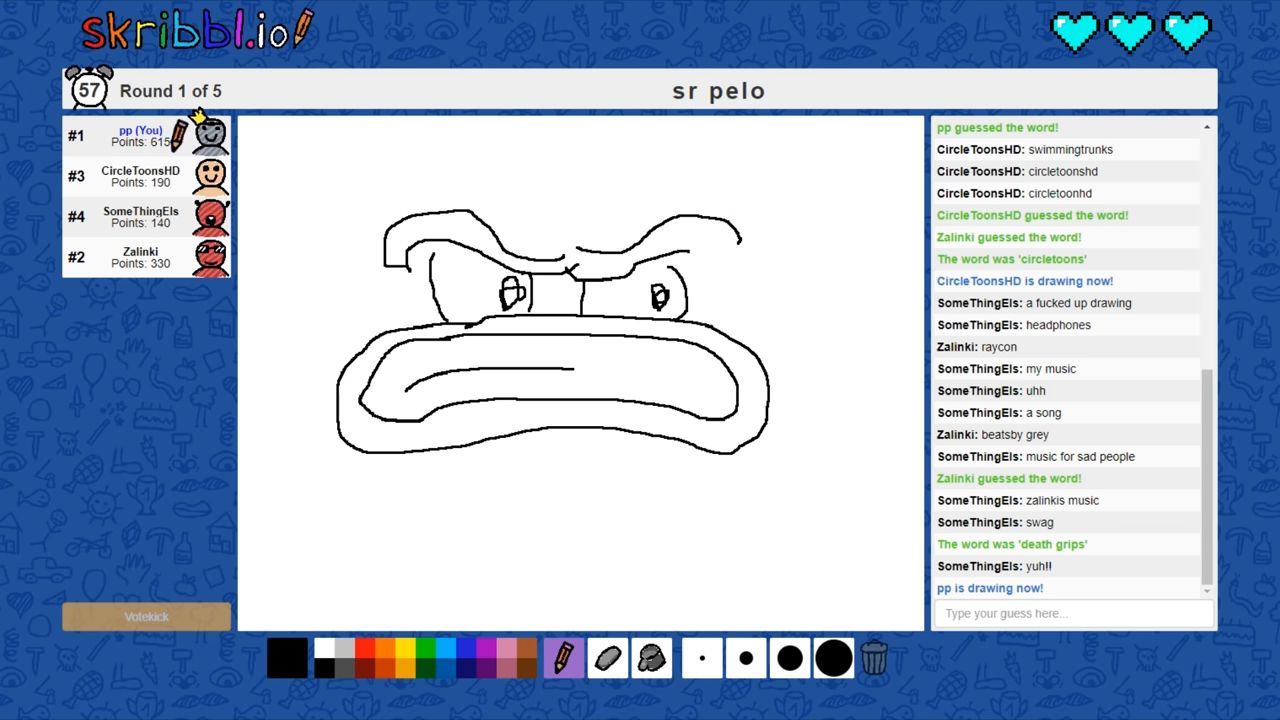 skribbl.io
57
Round 1 of 5
sr pelo
#1
pp (You)
Points: 615
#3
CircleToonsHD
Points: 190
#4
SomeThingEls
Points: 140
#2
Zalinki
Points: 330
Votekick
pp guessed the word!
CircleToonsHD: swimmingtrunks
CircleToonsHD: circletoonshd
CircleToonsHD: circletoonhd
CircleToonsHD guessed the word!
Zalinki guessed the word!
The word was 'circletoons'
CircleToonsHD is drawing now!
SomeThingEls: a fucked up drawing
SomeThingEls: headphones
Zalinki: raycon
SomeThingEls: my music
SomeThingEls: uhh
SomeThingEls: a song
Zalinki: beatsby grey
SomeThingEls: music for sad people
Zalinki guessed the word!
SomeThingEls: zalinkis music
SomeThingEls: swag
The word was 'death grips'
SomeThingEls: yuh!!
pp is drawing now!
Type your guess here...